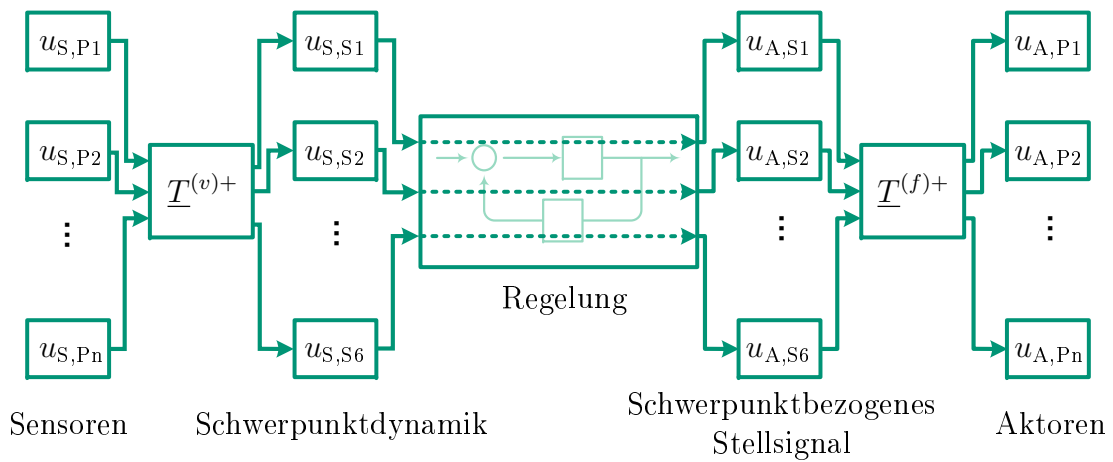 u_S,P1 u_S,S1 u_A,S1 u_A,P1
u_S,P2 u_S,S2 u_A,S2 u_A,P2
T^(v)+ T^(f)+
⋮ ⋮ ⋮ ⋮
Regelung
u_S,Pn u_S,S6 u_A,S6 u_A,Pn
Sensoren Schwerpunktdynamik Schwerpunktbezogenes Aktoren
Stellsignal